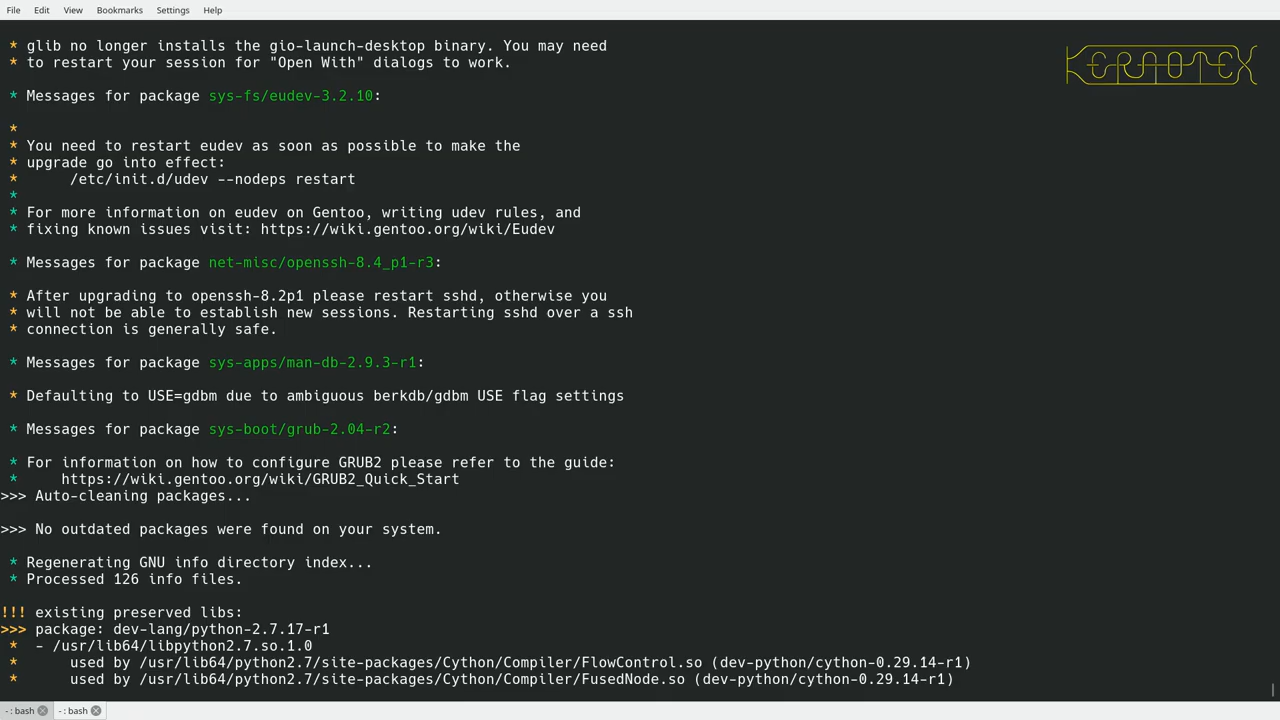 File Edit View Bookmarks Settings Help
* glib no longer installs the gio-launch-desktop binary. You may need
* to restart your session for "Open With" dialogs to work.
KERAOTEX
* Messages for package sys-fs/eudev-3.2.10:
*
* You need to restart eudev as soon as possible to make the
* upgrade go into effect:
* /etc/init.d/udev --nodeps restart
*
* For more information on eudev on Gentoo, writing udev rules, and
* fixing known issues visit: https://wiki.gentoo.org/wiki/Eudev
* Messages for package net-misc/openssh-8.4_p1-r3:
* After upgrading to openssh-8.2p1 please restart sshd, otherwise you
* will not be able to establish new sessions. Restarting sshd over a ssh
* connection is generally safe.
* Messages for package sys-apps/man-db-2.9.3-r1:
* Defaulting to USE=gdbm due to ambiguous berkdb/gdbm USE flag settings
* Messages for package sys-boot/grub-2.04-r2:
* For information on how to configure GRUB2 please refer to the guide:
* https://wiki.gentoo.org/wiki/GRUB2_Quick_Start
>>> Auto-cleaning packages...
>>> No outdated packages were found on your system.
* Regenerating GNU info directory index...
* Processed 126 info files.
!!! existing preserved libs:
>>> package: dev-lang/python-2.7.17-r1
* - /usr/lib64/libpython2.7.so.1.0
* used by /usr/lib64/python2.7/site-packages/Cython/Compiler/FlowControl.so (dev-python/cython-0.29.14-r1)
* used by /usr/lib64/python2.7/site-packages/Cython/Compiler/FusedNode.so (dev-python/cython-0.29.14-r1)
- : bash - : bash